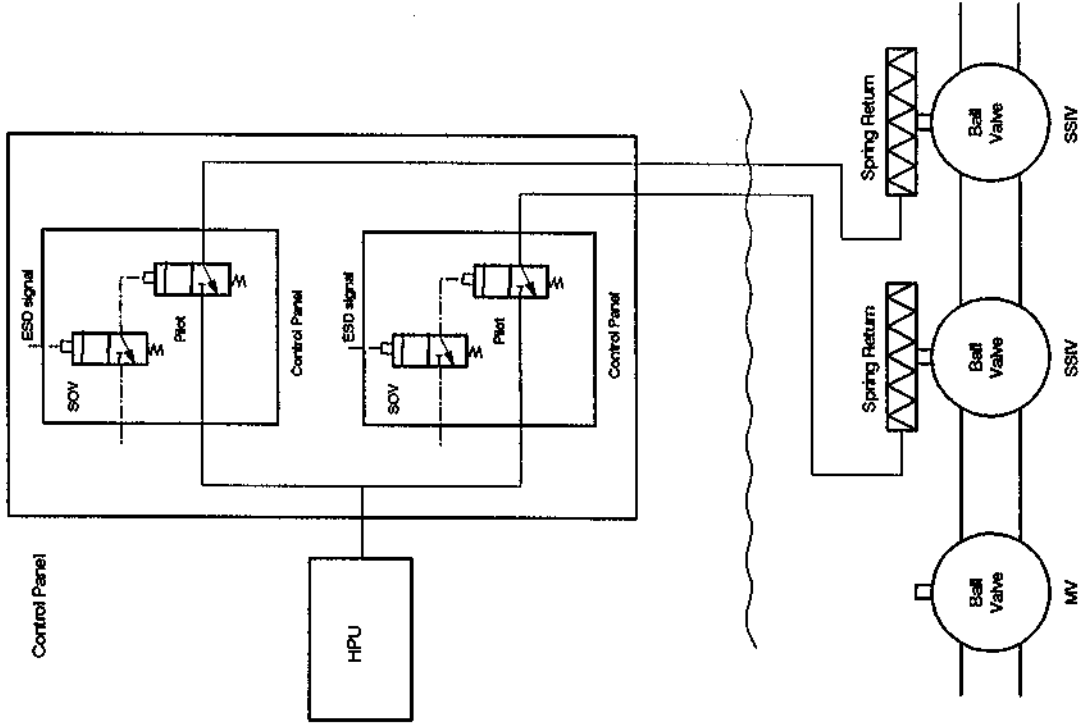 Control Panel
HPU
ESD signal
SOV
Pilot
Control Panel
ESD signal
SOV
Pilot
Control Panel
Spring Return
Ball
Valve
SSIV
Spring Return
Ball
Valve
SSIV
Ball
Valve
MV